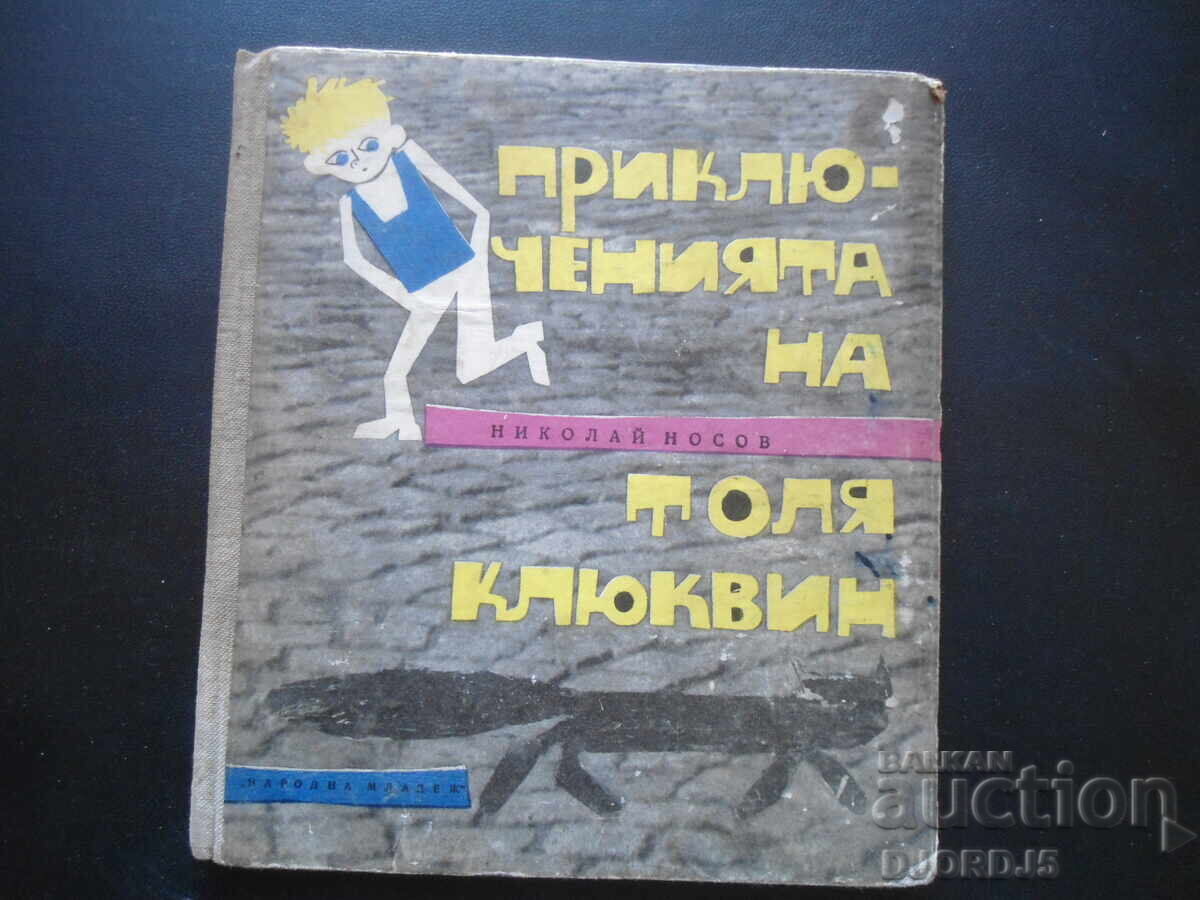 ПРИКЛЮ-
ЧЕНИЯТА
НА
НИКОЛАЙ НОСОВ
ТОЛЯ
КЛЮКВИН
„НАРОДНА МЛАДЕЖ“
BALKAN
auction
DJORDJ5